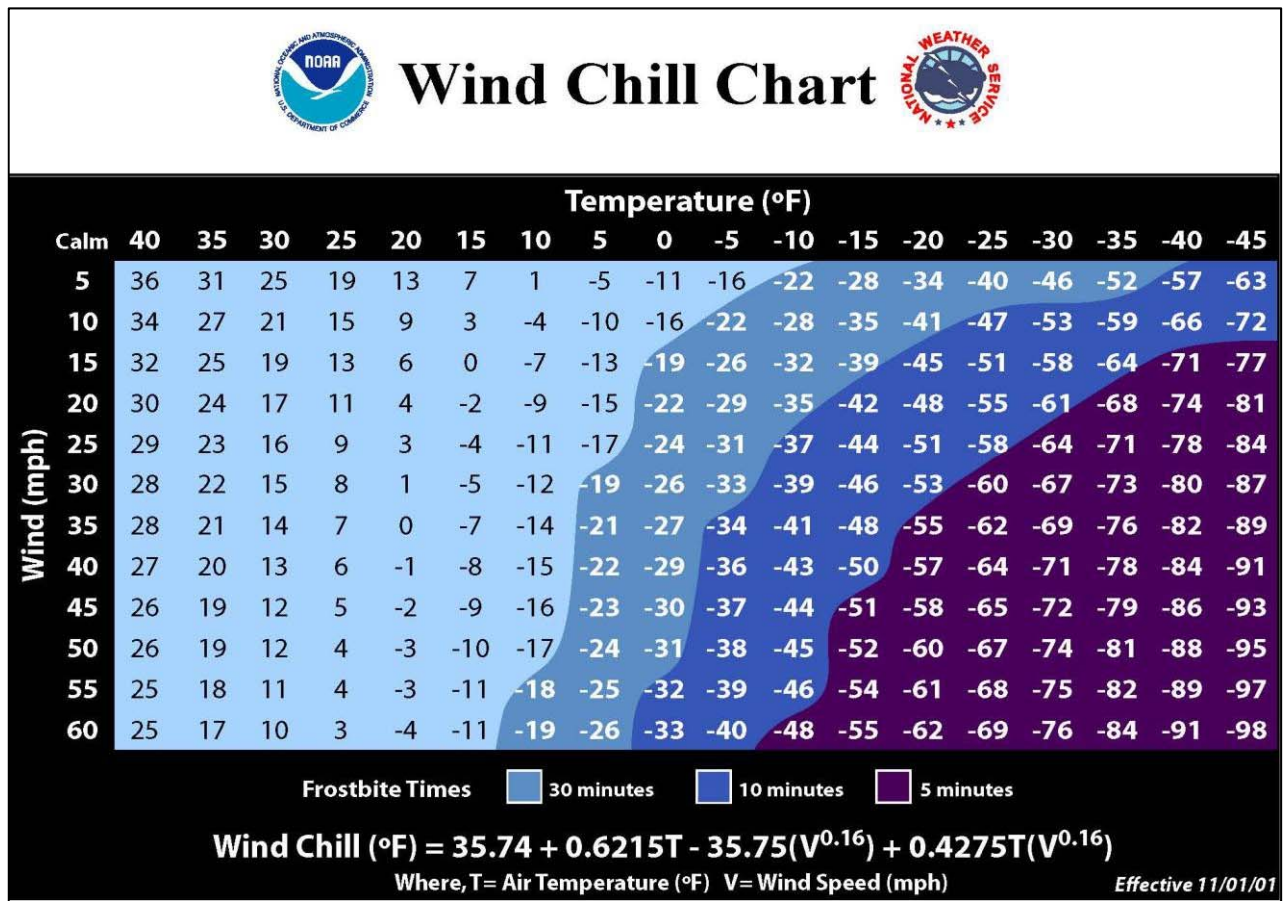 NATIONAL OCEANIC AND ATMOSPHERIC ADMINISTRATION
NOAA
U.S. DEPARTMENT OF COMMERCE
Wind Chill Chart
NATIONAL WEATHER SERVICE
Temperature (ºF)
Calm 40 35 30 25 20 15 10 5 0 -5 -10 -15 -20 -25 -30 -35 -40 -45
Wind (mph)
5 36 31 25 19 13 7 1 -5 -11 -16 -22 -28 -34 -40 -46 -52 -57 -63
10 34 27 21 15 9 3 -4 -10 -16 -22 -28 -35 -41 -47 -53 -59 -66 -72
15 32 25 19 13 6 0 -7 -13 -19 -26 -32 -39 -45 -51 -58 -64 -71 -77
20 30 24 17 11 4 -2 -9 -15 -22 -29 -35 -42 -48 -55 -61 -68 -74 -81
25 29 23 16 9 3 -4 -11 -17 -24 -31 -37 -44 -51 -58 -64 -71 -78 -84
30 28 22 15 8 1 -5 -12 -19 -26 -33 -39 -46 -53 -60 -67 -73 -80 -87
35 28 21 14 7 0 -7 -14 -21 -27 -34 -41 -48 -55 -62 -69 -76 -82 -89
40 27 20 13 6 -1 -8 -15 -22 -29 -36 -43 -50 -57 -64 -71 -78 -84 -91
45 26 19 12 5 -2 -9 -16 -23 -30 -37 -44 -51 -58 -65 -72 -79 -86 -93
50 26 19 12 4 -3 -10 -17 -24 -31 -38 -45 -52 -60 -67 -74 -81 -88 -95
55 25 18 11 4 -3 -11 -18 -25 -32 -39 -46 -54 -61 -68 -75 -82 -89 -97
60 25 17 10 3 -4 -11 -19 -26 -33 -40 -48 -55 -62 -69 -76 -84 -91 -98
Frostbite Times 30 minutes 10 minutes 5 minutes
Wind Chill (ºF) = 35.74 + 0.6215T - 35.75(V^0.16) + 0.4275T(V^0.16)
Where, T= Air Temperature (ºF) V= Wind Speed (mph) Effective 11/01/01